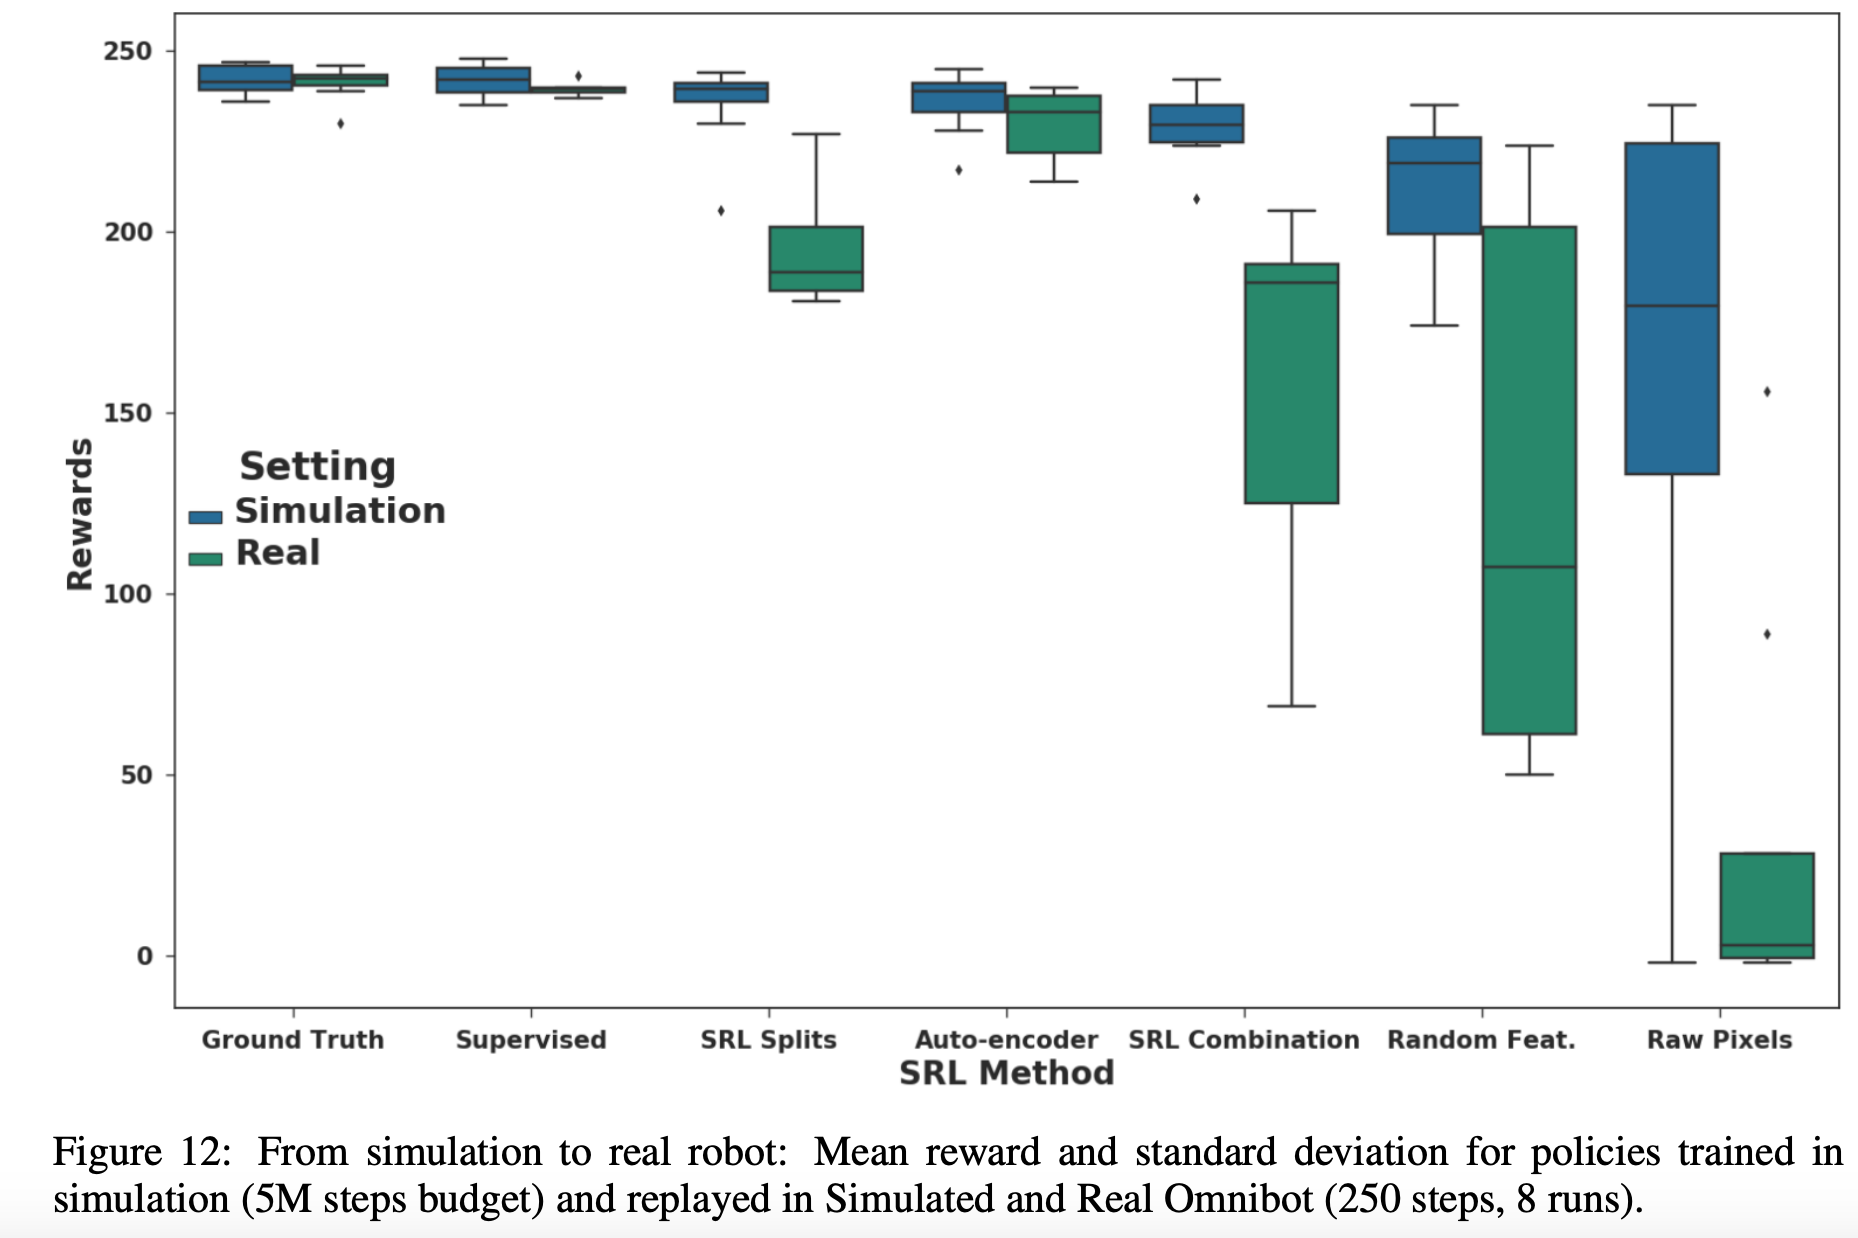 250
200
150
100
50
0
Rewards
Setting
Simulation
Real
Ground Truth
Supervised
SRL Splits
Auto-encoder
SRL Combination
Random Feat.
Raw Pixels
SRL Method
Figure 12: From simulation to real robot: Mean reward and standard deviation for policies trained in
simulation (5M steps budget) and replayed in Simulated and Real Omnibot (250 steps, 8 runs).